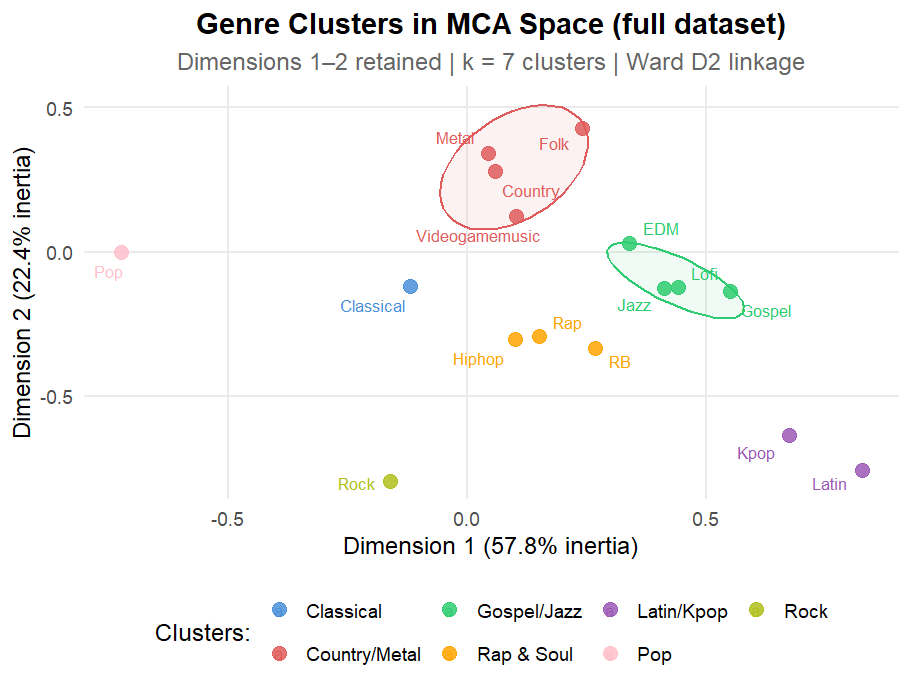 Genre Clusters in MCA Space (full dataset)
Dimensions 1–2 retained | k = 7 clusters | Ward D2 linkage
Dimension 2 (22.4% inertia)
0.5
0.0
-0.5
Metal
Folk
Country
Videogamemusic
EDM
Lofi
Jazz
Gospel
Pop
Classical
Rap
Hiphop
RB
Kpop
Latin
Rock
-0.5
0.0
0.5
Dimension 1 (57.8% inertia)
Clusters:
Classical
Gospel/Jazz
Latin/Kpop
Rock
Country/Metal
Rap & Soul
Pop